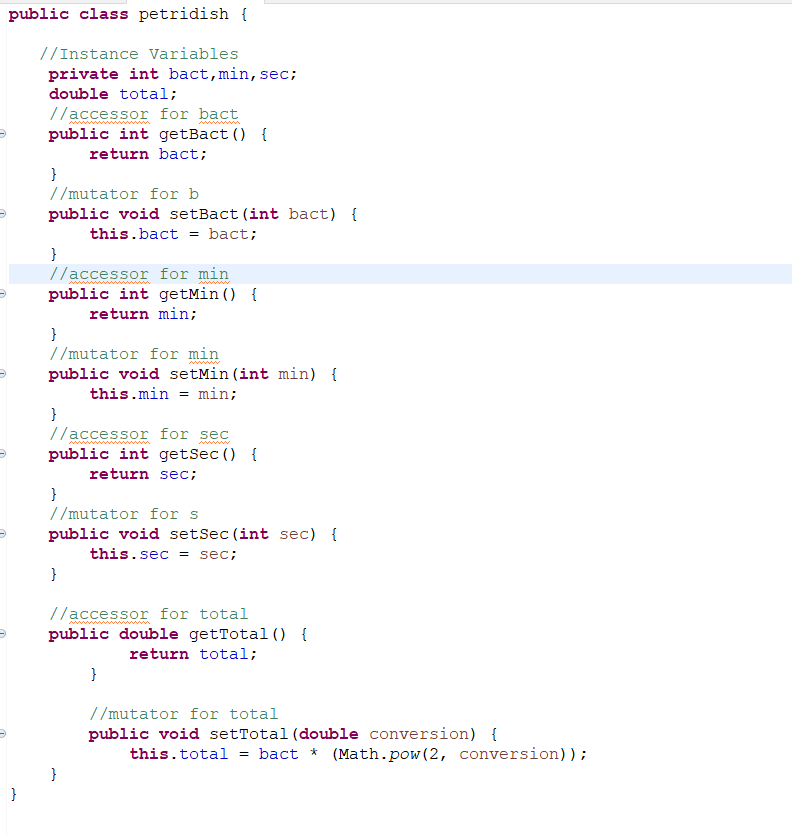 public class petridish {
//Instance Variables
private int bact,min,sec;
double total;
//accessor for bact
public int getBact() {
return bact;
}
//mutator for b
public void setBact(int bact) {
this.bact = bact;
}
//accessor for min
public int getMin() {
return min;
}
//mutator for min
public void setMin(int min) {
this.min = min;
}
//accessor for sec
public int getSec() {
return sec;
}
//mutator for s
public void setSec(int sec) {
this.sec = sec;
}
//accessor for total
public double getTotal() {
return total;
}
//mutator for total
public void setTotal(double conversion) {
this.total = bact * (Math.pow(2, conversion));
}
}